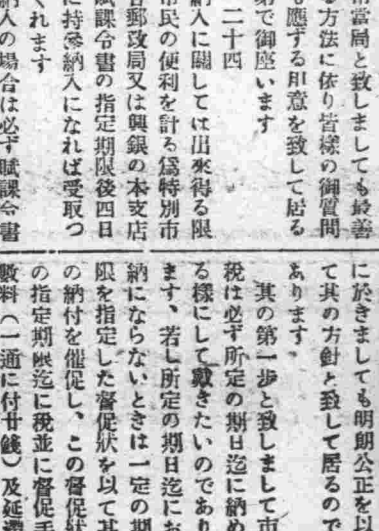 當局と致しましても最善
る方法に依り皆樣の御質問
も應ずる用意を致して居る
第で御座います
二十四
納入に關しては出來得る限
市民の便利を計る爲特別市
各郵政局又は興銀の本支店
賦課令書の指定期限後四日
に持參納入になれば受取つ
くれます
納入の場合は必ず賦課令書
に於きましても明朗公正を以
て其の方針と致して居るので
あります、
其の第一步と致しまして市
税は必ず所定の期日迄に納め
る樣にして戴きたいのであり
ます、若し所定の期日迄にお
納にならないときは一定の期
限を指定した督促狀を以て其
の納付を催促し、この督促狀
の指定期限迄に税並に督促手
數料(一通に付廿錢)及延滯